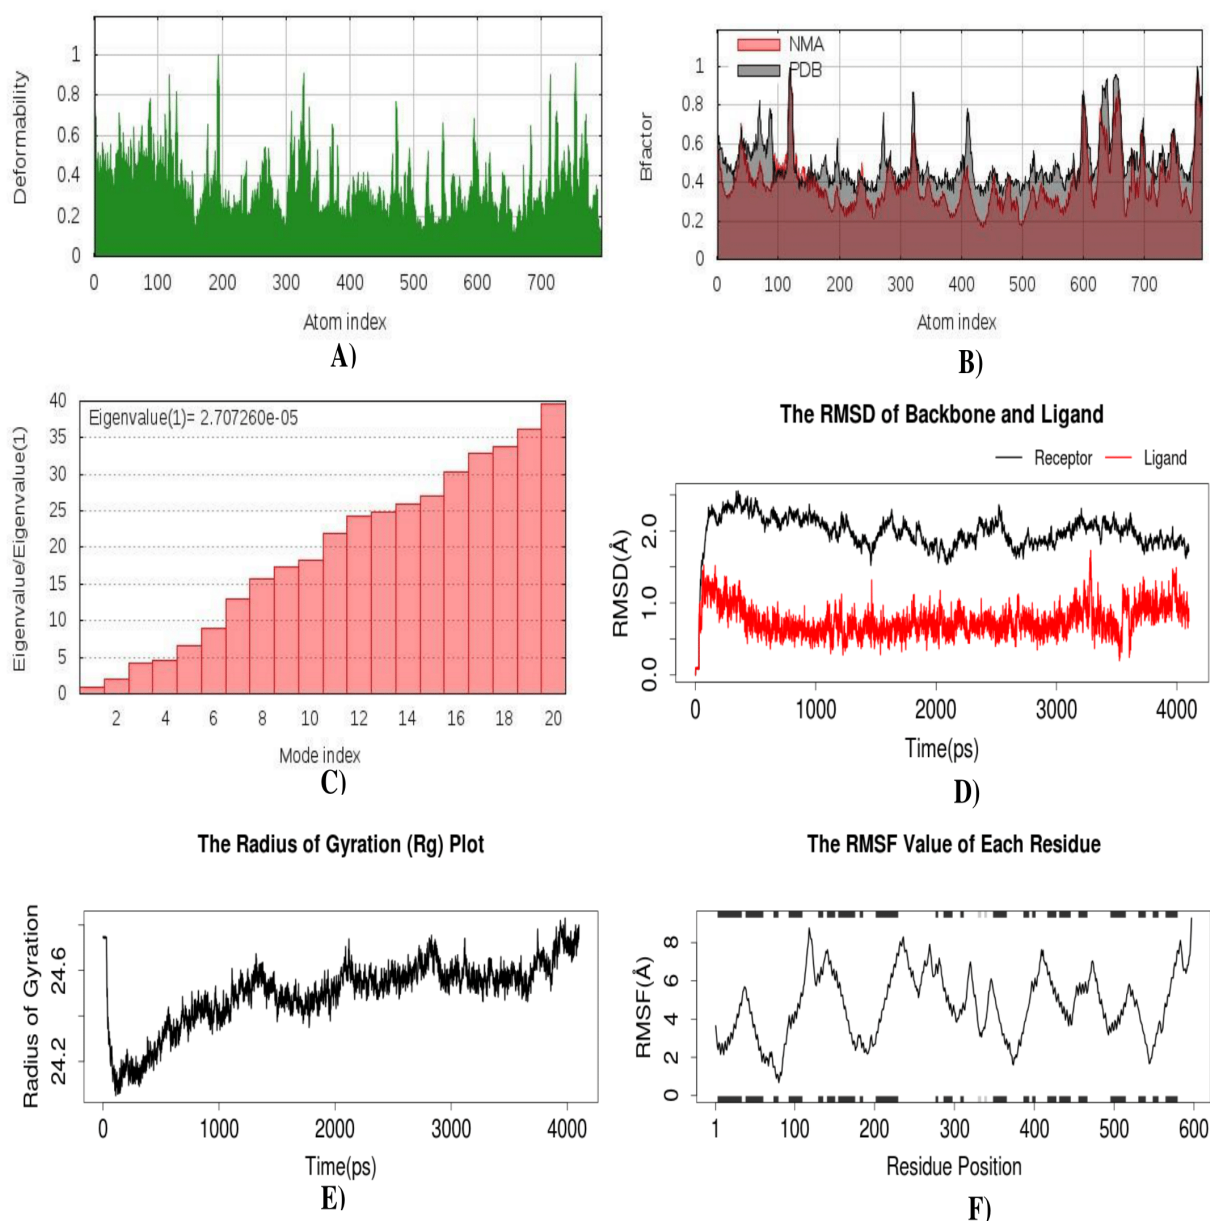 1
0.8
0.6
0.4
0.2
0
Deformability
0 100 200 300 400 500 600 700
Atom index
A)
NMA
PDB
1
0.8
0.6
0.4
0.2
0
Bfactor
0 100 200 300 400 500 600 700
Atom index
B)
Eigenvalue(1)= 2.707260e-05
40
35
30
25
20
15
10
5
0
Eigenvalue/Eigenvalue(1)
2 4 6 8 10 12 14 16 18 20
Mode index
C)
The RMSD of Backbone and Ligand
Receptor Ligand
2.0
1.0
0.0
RMSD(Å)
0 1000 2000 3000 4000
Time(ps)
D)
The Radius of Gyration (Rg) Plot
24.6
24.2
Radius of Gyration
0 1000 2000 3000 4000
Time(ps)
E)
The RMSF Value of Each Residue
8
6
4
2
0
RMSF(Å)
1 100 200 300 400 500 600
Residue Position
F)